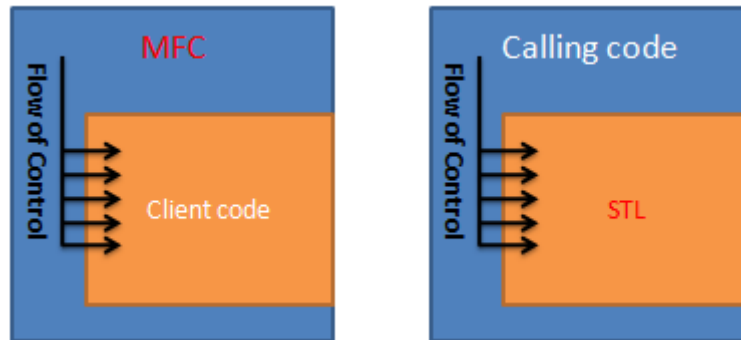 MFC
Flow of Control
Client code
Calling code
Flow of Control
STL